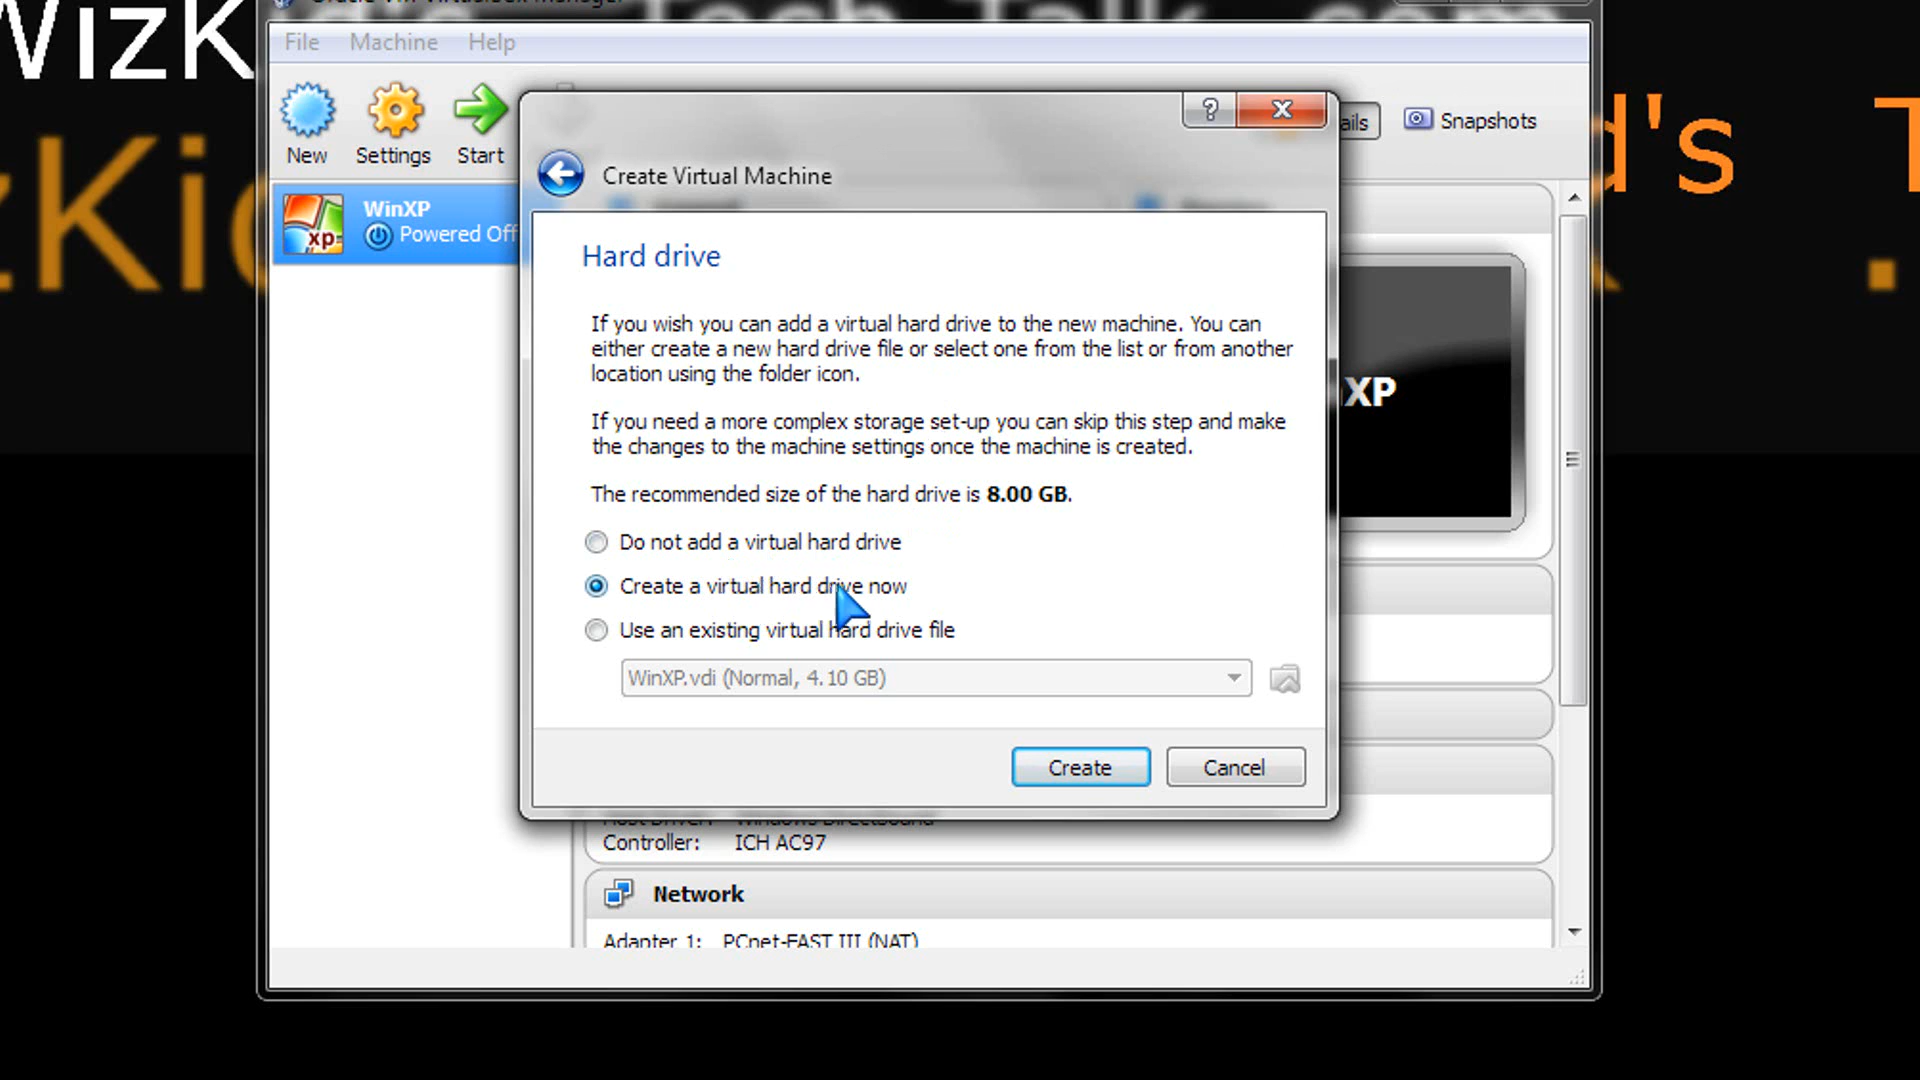 Oracle VM VirtualBox Manager
File Machine Help
New Settings Start
Snapshots
WinXP
Powered Off
Create Virtual Machine
Hard drive
If you wish you can add a virtual hard drive to the new machine. You can
either create a new hard drive file or select one from the list or from another
location using the folder icon.
If you need a more complex storage set-up you can skip this step and make
the changes to the machine settings once the machine is created.
The recommended size of the hard drive is 8.00 GB.
Do not add a virtual hard drive
Create a virtual hard drive now
Use an existing virtual hard drive file
WinXP.vdi (Normal, 4.10 GB)
Create Cancel
Controller: ICH AC97
Network
Adapter 1: PCnet-FAST III (NAT)